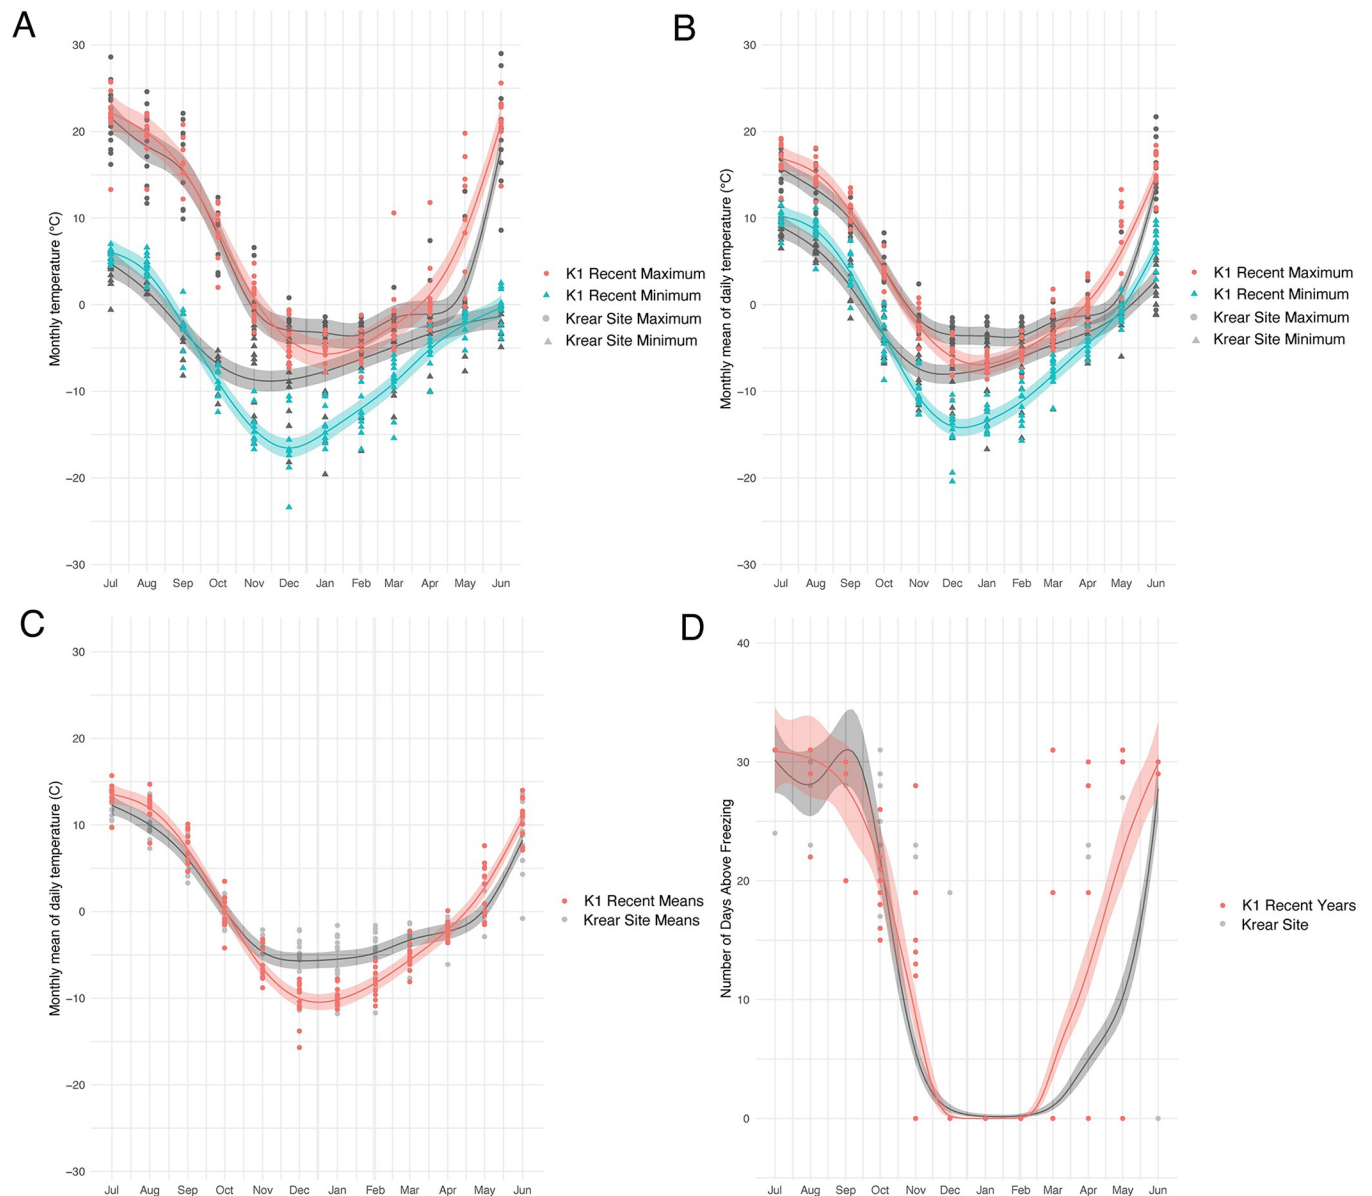 A
Monthly temperature (°C)
30
20
10
0
−10
−20
−30
Jul Aug Sep Oct Nov Dec Jan Feb Mar Apr May Jun
K1 Recent Maximum
K1 Recent Minimum
Krear Site Maximum
Krear Site Minimum
B
Monthly mean of daily temperature (°C)
30
20
10
0
−10
−20
−30
Jul Aug Sep Oct Nov Dec Jan Feb Mar Apr May Jun
K1 Recent Maximum
K1 Recent Minimum
Krear Site Maximum
Krear Site Minimum
C
Monthly mean of daily temperature (C)
30
20
10
0
−10
−20
−30
Jul Aug Sep Oct Nov Dec Jan Feb Mar Apr May Jun
K1 Recent Means
Krear Site Means
D
Number of Days Above Freezing
40
30
20
10
0
Jul Aug Sep Oct Nov Dec Jan Feb Mar Apr May Jun
K1 Recent Years
Krear Site